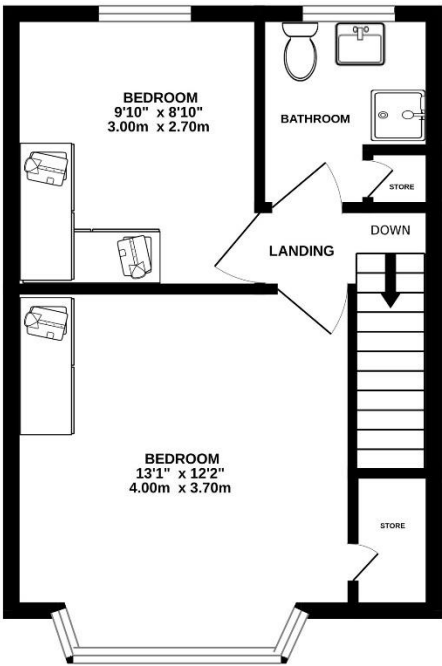 BEDROOM
9'10" x 8'10"
3.00m x 2.70m
BATHROOM
STORE
LANDING
DOWN
BEDROOM
13'1" x 12'2"
4.00m x 3.70m
STORE